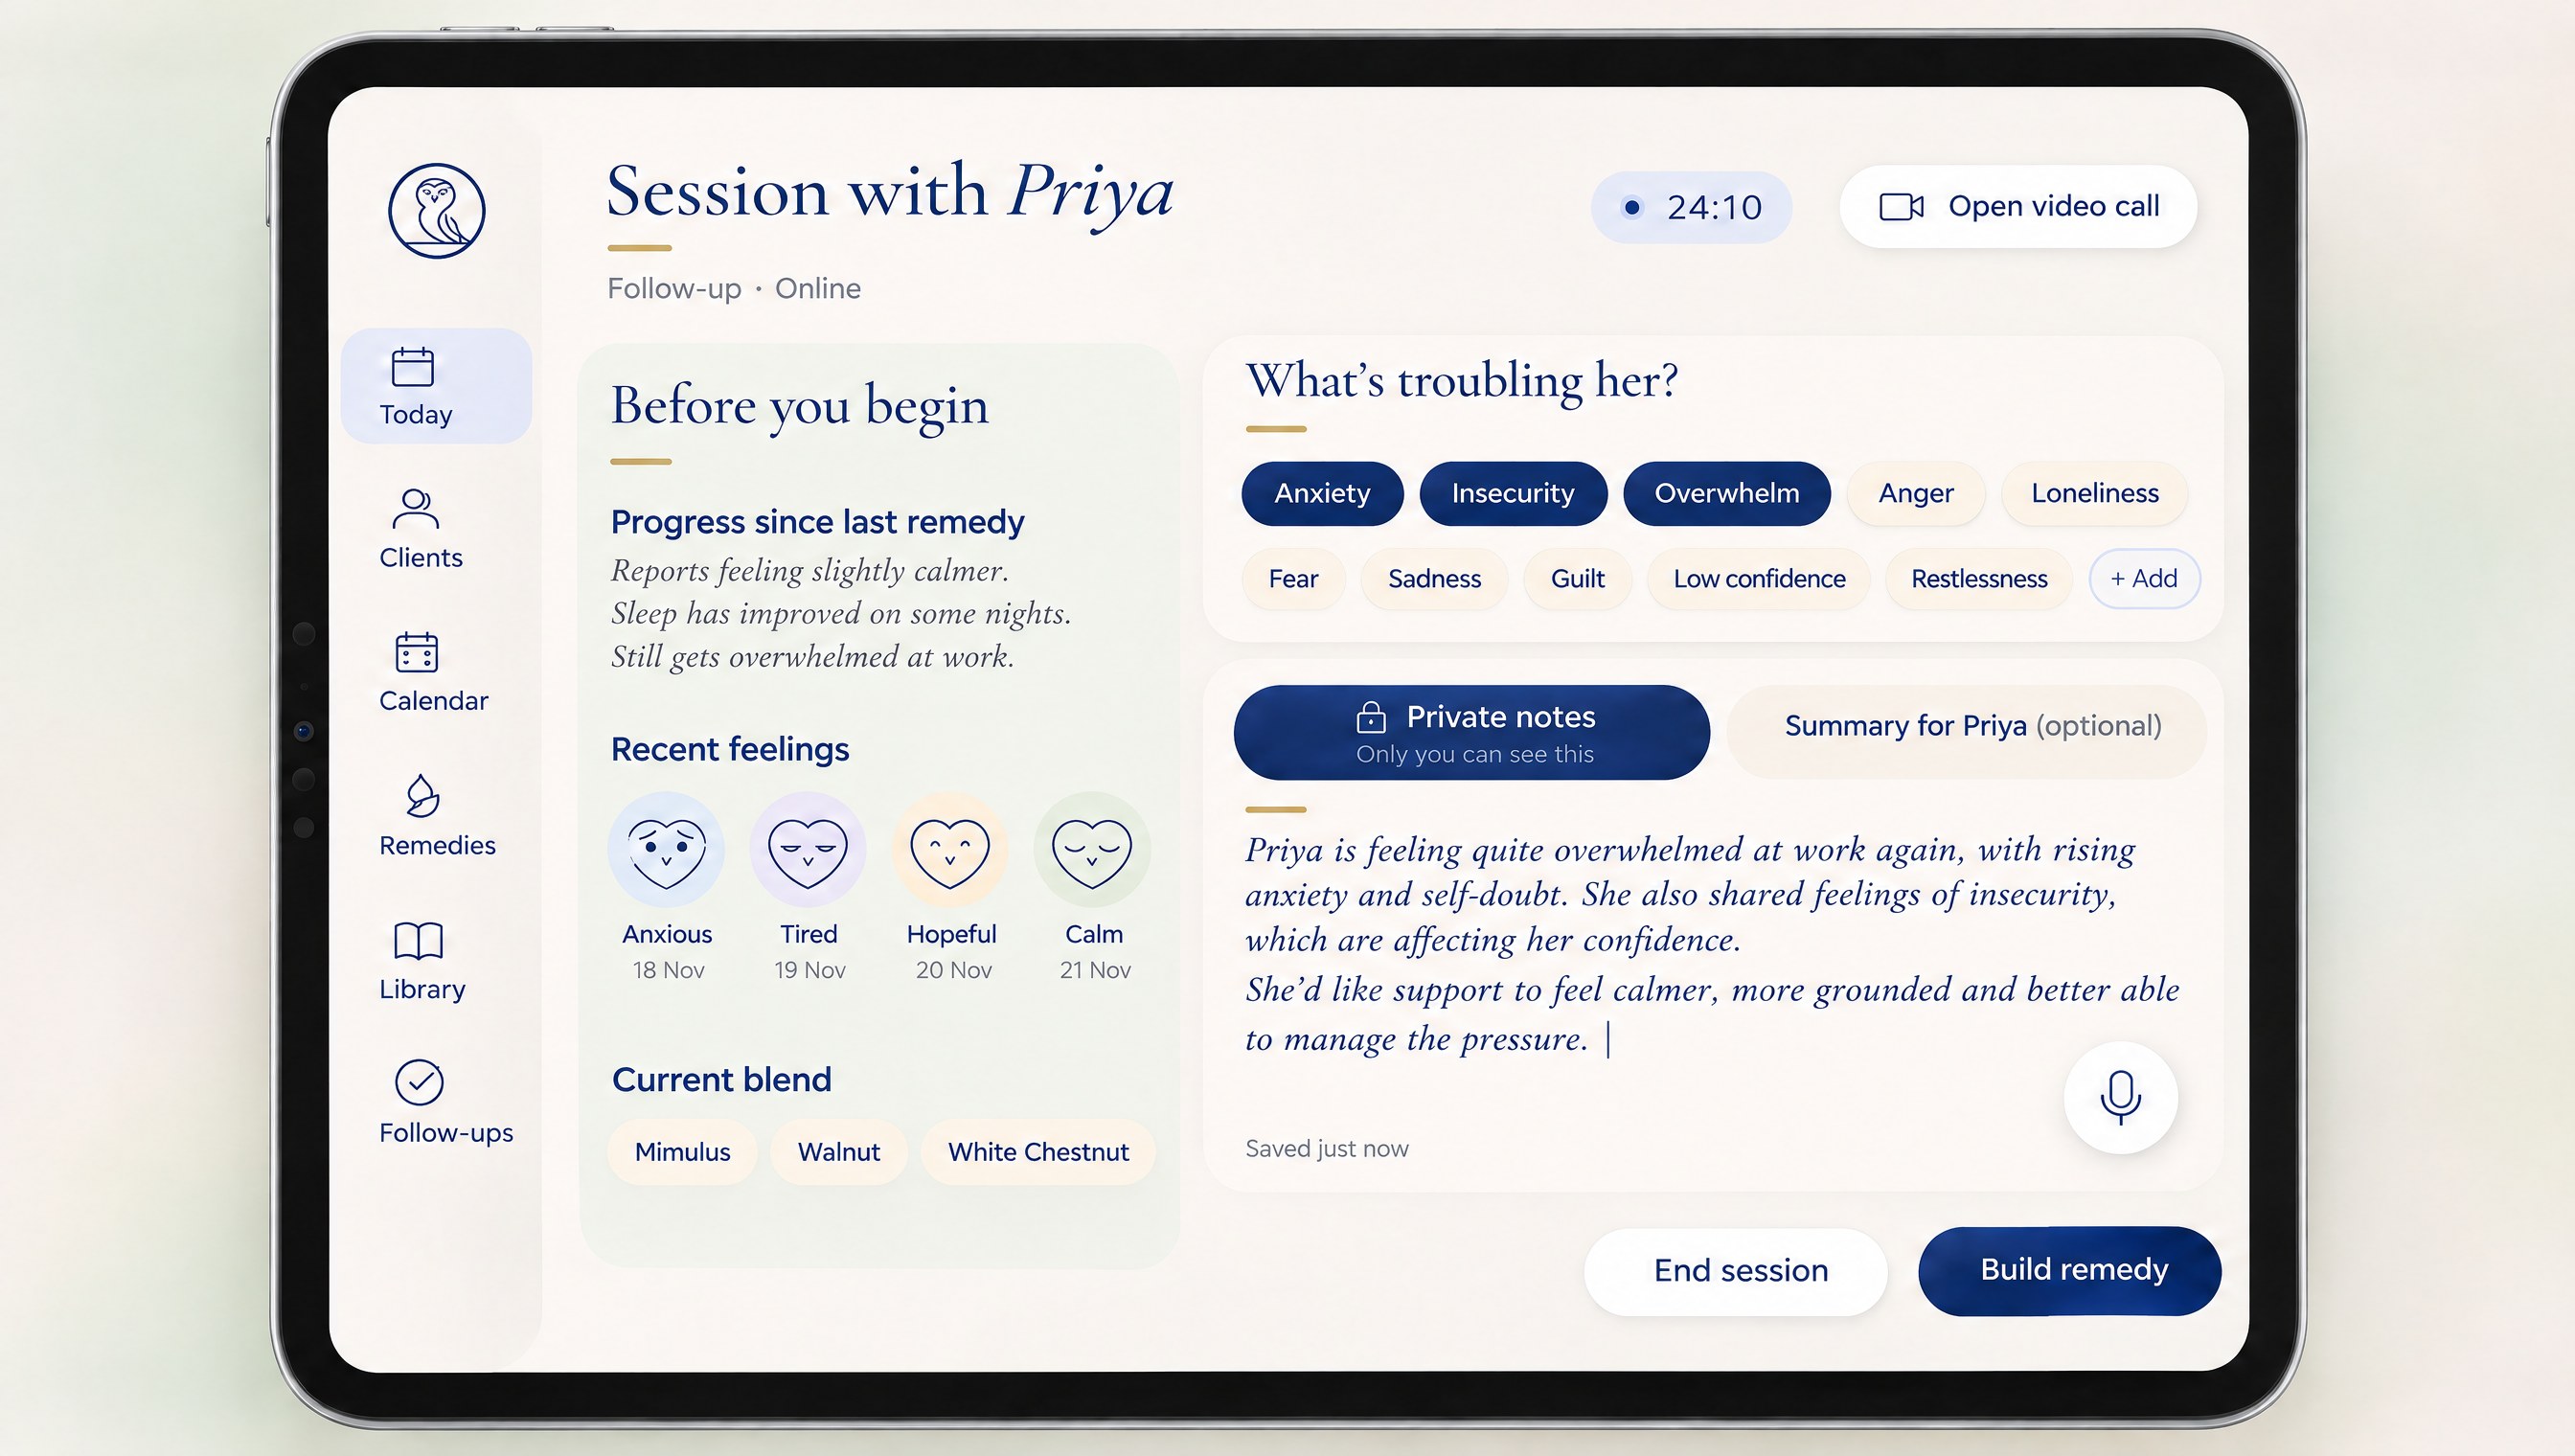 Session with Priya
Follow-up · Online
24:10
Open video call
Today
Clients
Calendar
Remedies
Library
Follow-ups
Before you begin
Progress since last remedy
Reports feeling slightly calmer.
Sleep has improved on some nights.
Still gets overwhelmed at work.
Recent feelings
Anxious Tired Hopeful Calm
18 Nov 19 Nov 20 Nov 21 Nov
Current blend
Mimulus Walnut White Chestnut
What’s troubling her?
Anxiety Insecurity Overwhelm Anger Loneliness
Fear Sadness Guilt Low confidence Restlessness + Add
Private notes
Only you can see this
Summary for Priya (optional)
Priya is feeling quite overwhelmed at work again, with rising
anxiety and self-doubt. She also shared feelings of insecurity,
which are affecting her confidence.
She’d like support to feel calmer, more grounded and better able
to manage the pressure.
Saved just now
End session
Build remedy